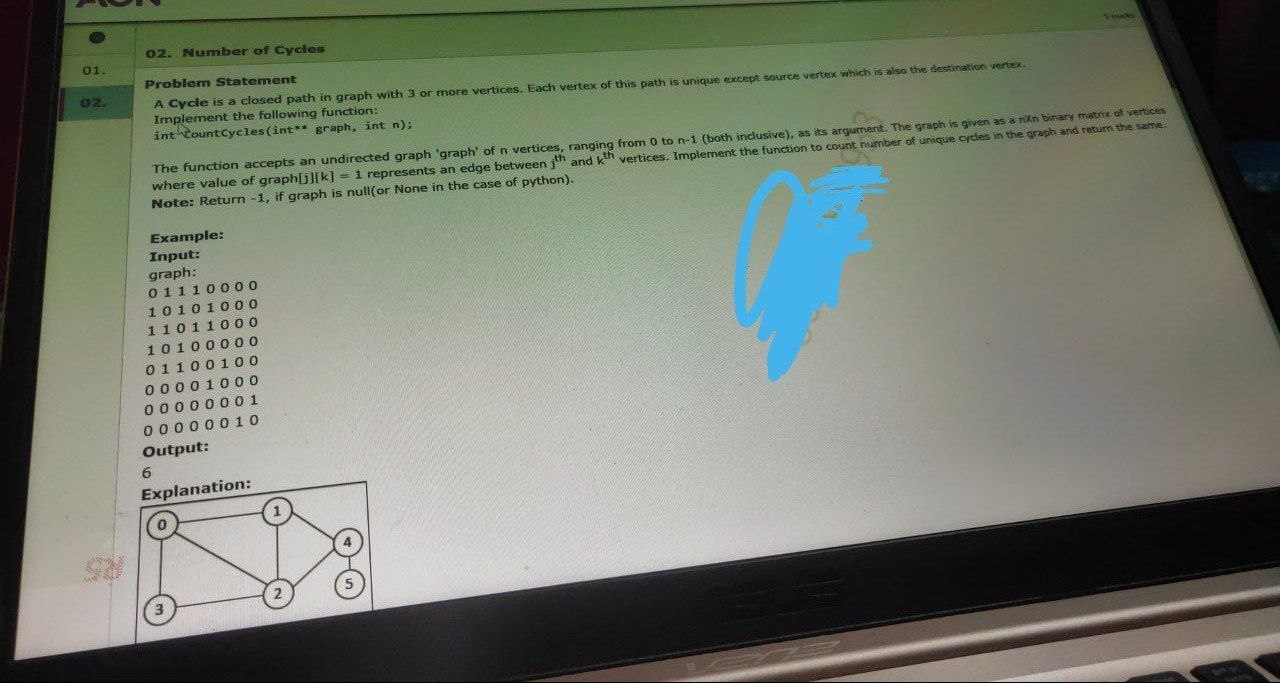 AON
5 marks
02. Number of Cycles
01.
02.
Problem Statement
A Cycle is a closed path in graph with 3 or more vertices. Each vertex of this path is unique except source vertex which is also the destination vertex.
Implement the following function:
int CountCycles(int** graph, int n);
The function accepts an undirected graph 'graph' of n vertices, ranging from 0 to n-1 (both inclusive), as its argument. The graph is given as a nXn binary matrix of vertices
where value of graph[j][k] = 1 represents an edge between jth and kth vertices. Implement the function to count number of unique cycles in the graph and return the same.
Note: Return -1, if graph is null(or None in the case of python).
Example:
Input:
graph:
0 1 1 1 0 0 0 0
1 0 1 0 1 0 0 0
1 1 0 1 1 0 0 0
1 0 1 0 0 0 0 0
0 1 1 0 0 1 0 0
0 0 0 0 1 0 0 0
0 0 0 0 0 0 0 1
0 0 0 0 0 0 1 0
Output:
6
Explanation:
0
1
4
5
2
3